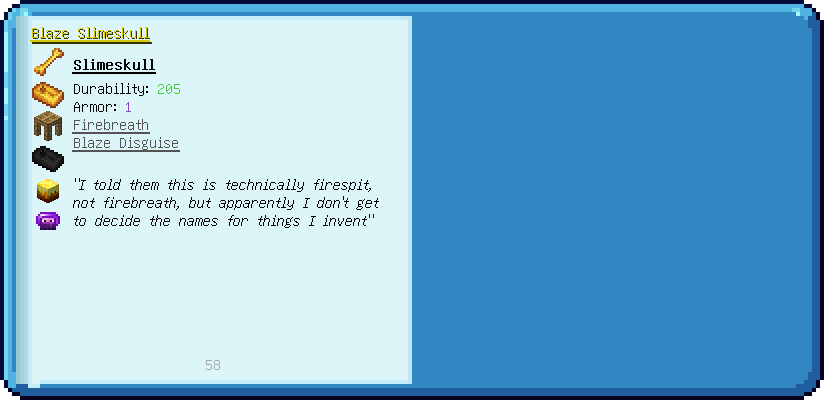 Blaze Slimeskull
Slimeskull
Durability: 205
Armor: 1
Firebreath
Blaze Disguise
"I told them this is technically firespit,
not firebreath, but apparently I don't get
to decide the names for things I invent"
58